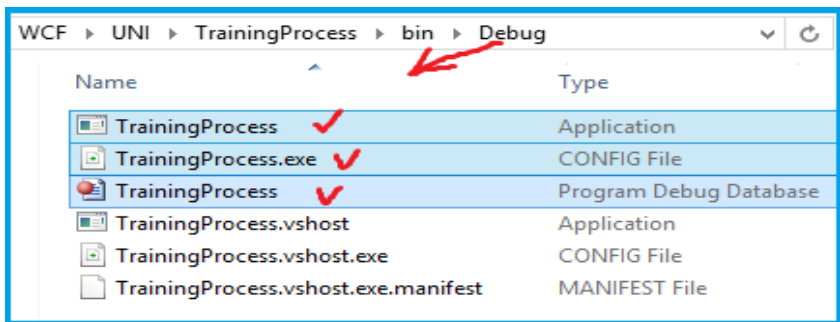 WCF UNI TrainingProcess bin Debug
Name Type
TrainingProcess Application
TrainingProcess.exe CONFIG File
TrainingProcess Program Debug Database
TrainingProcess.vshost Application
TrainingProcess.vshost.exe CONFIG File
TrainingProcess.vshost.exe.manifest MANIFEST File